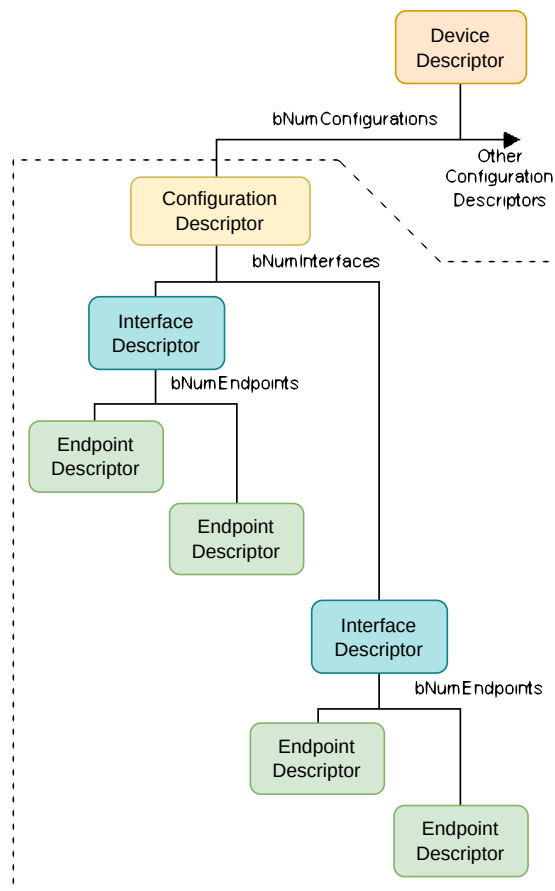 Device
Descriptor
bNumConfigurations
Other
Configuration
Descriptors
Configuration
Descriptor
bNumInterfaces
Interface
Descriptor
bNumEndpoints
Endpoint
Descriptor
Endpoint
Descriptor
Interface
Descriptor
bNumEndpoints
Endpoint
Descriptor
Endpoint
Descriptor